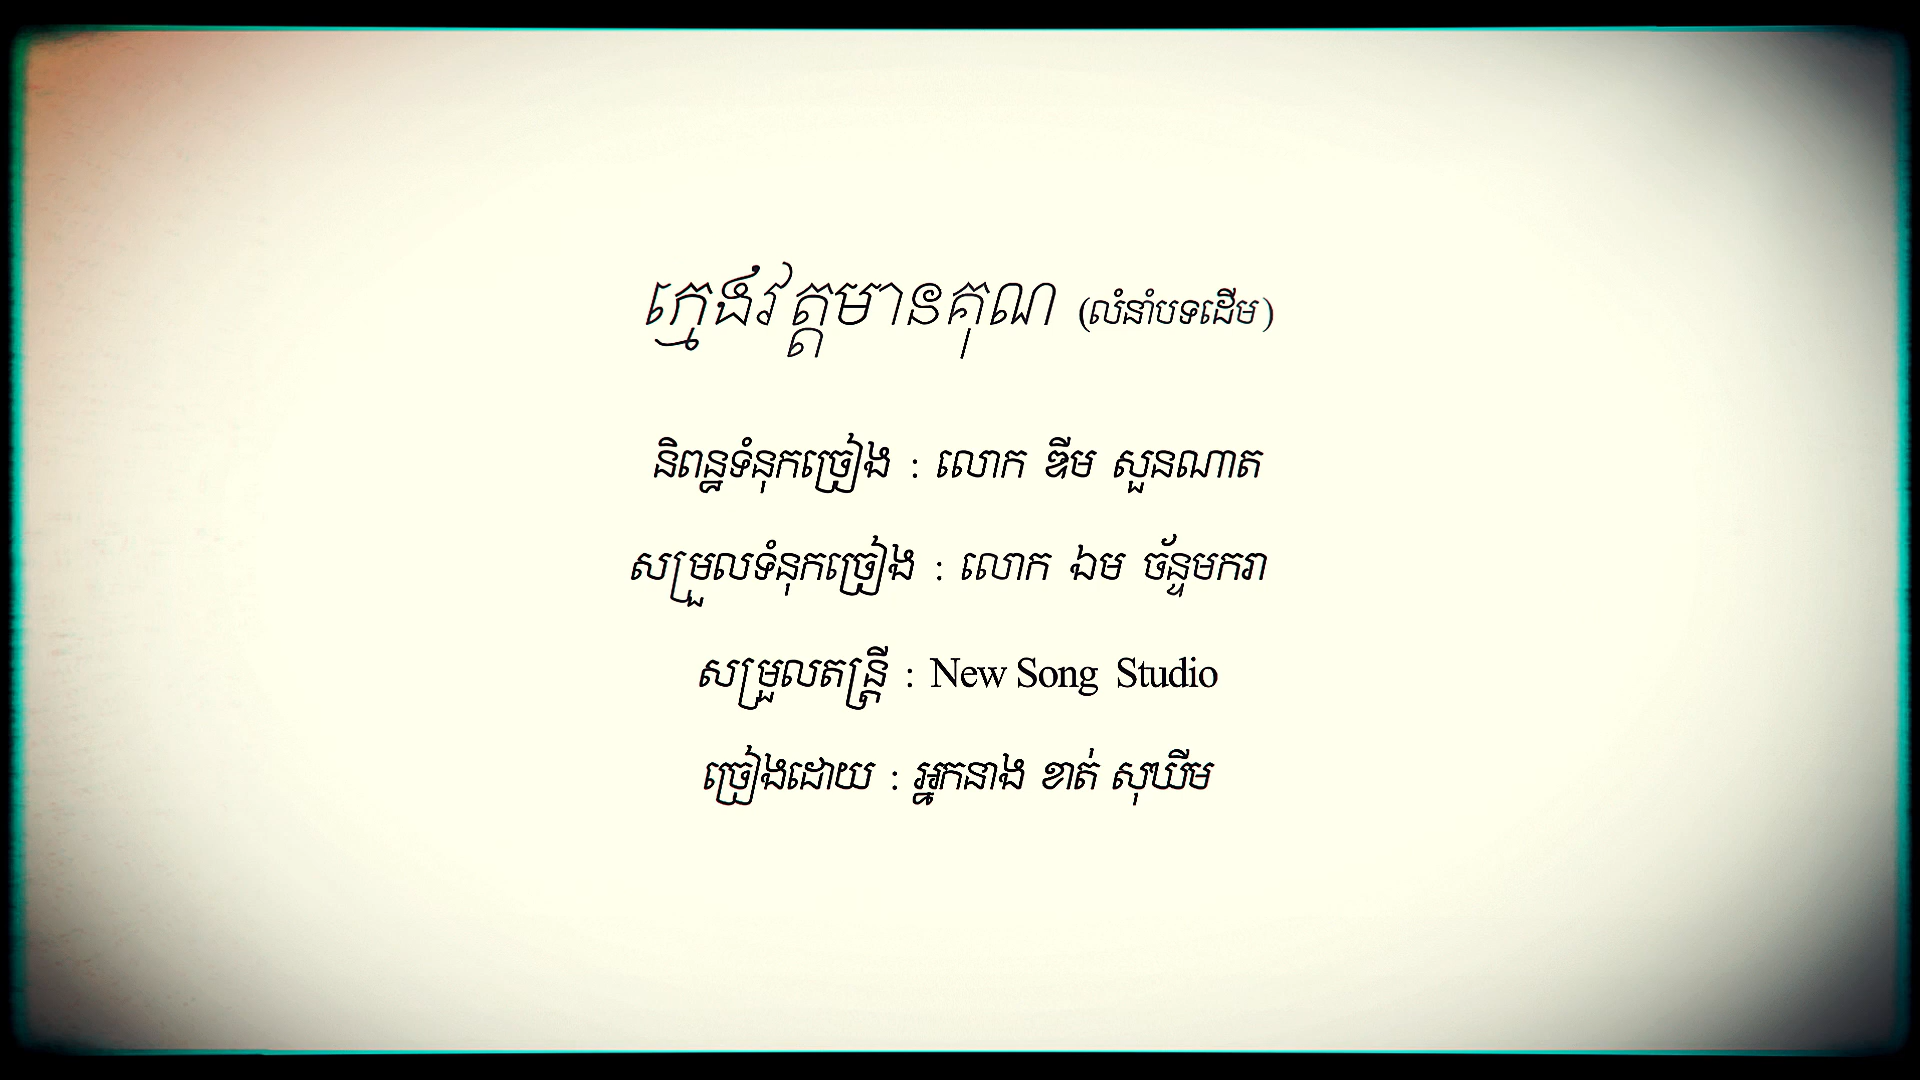 ក្មេងវត្តមានគុណ (លំនាំបទដើម)
និពន្ធទំនុកច្រៀង : លោក ឌីម សួនណាត
សម្រួលទំនុកច្រៀង : លោក ឯម ច័ន្ទមករា
សម្រួលតន្ត្រី : New Song Studio
ច្រៀងដោយ : អ្នកនាង ខាត់ សុឃីម